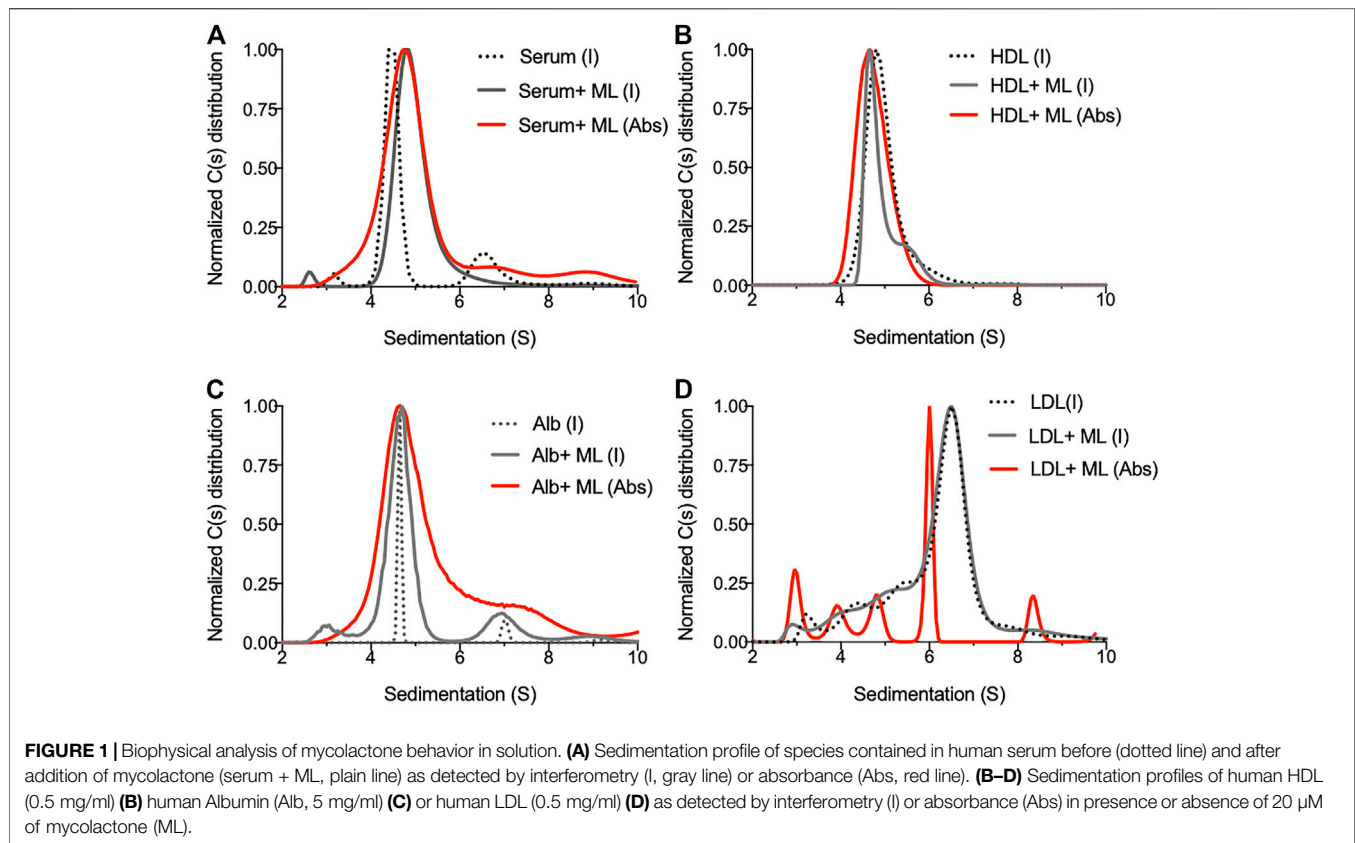 A
Normalized C(s) distribution
1.00
0.75
0.50
0.25
0.00
2 4 6 8 10
Sedimentation (S)
Serum (I)
Serum+ ML (I)
Serum+ ML (Abs)
B
Normalized C(s) distribution
1.00
0.75
0.50
0.25
0.00
2 4 6 8 10
Sedimentation (S)
HDL (I)
HDL+ ML (I)
HDL+ ML (Abs)
C
Normalized C(s) distribution
1.00
0.75
0.50
0.25
0.00
2 4 6 8 10
Sedimentation (S)
Alb (I)
Alb+ ML (I)
Alb+ ML (Abs)
D
Normalized C(s) distribution
1.00
0.75
0.50
0.25
0.00
2 4 6 8 10
Sedimentation (S)
LDL(I)
LDL+ ML (I)
LDL+ ML (Abs)
FIGURE 1 | Biophysical analysis of mycolactone behavior in solution. (A) Sedimentation profile of species contained in human serum before (dotted line) and after
addition of mycolactone (serum + ML, plain line) as detected by interferometry (I, gray line) or absorbance (Abs, red line). (B–D) Sedimentation profiles of human HDL
(0.5 mg/ml) (B) human Albumin (Alb, 5 mg/ml) (C) or human LDL (0.5 mg/ml) (D) as detected by interferometry (I) or absorbance (Abs) in presence or absence of 20 μM
of mycolactone (ML).